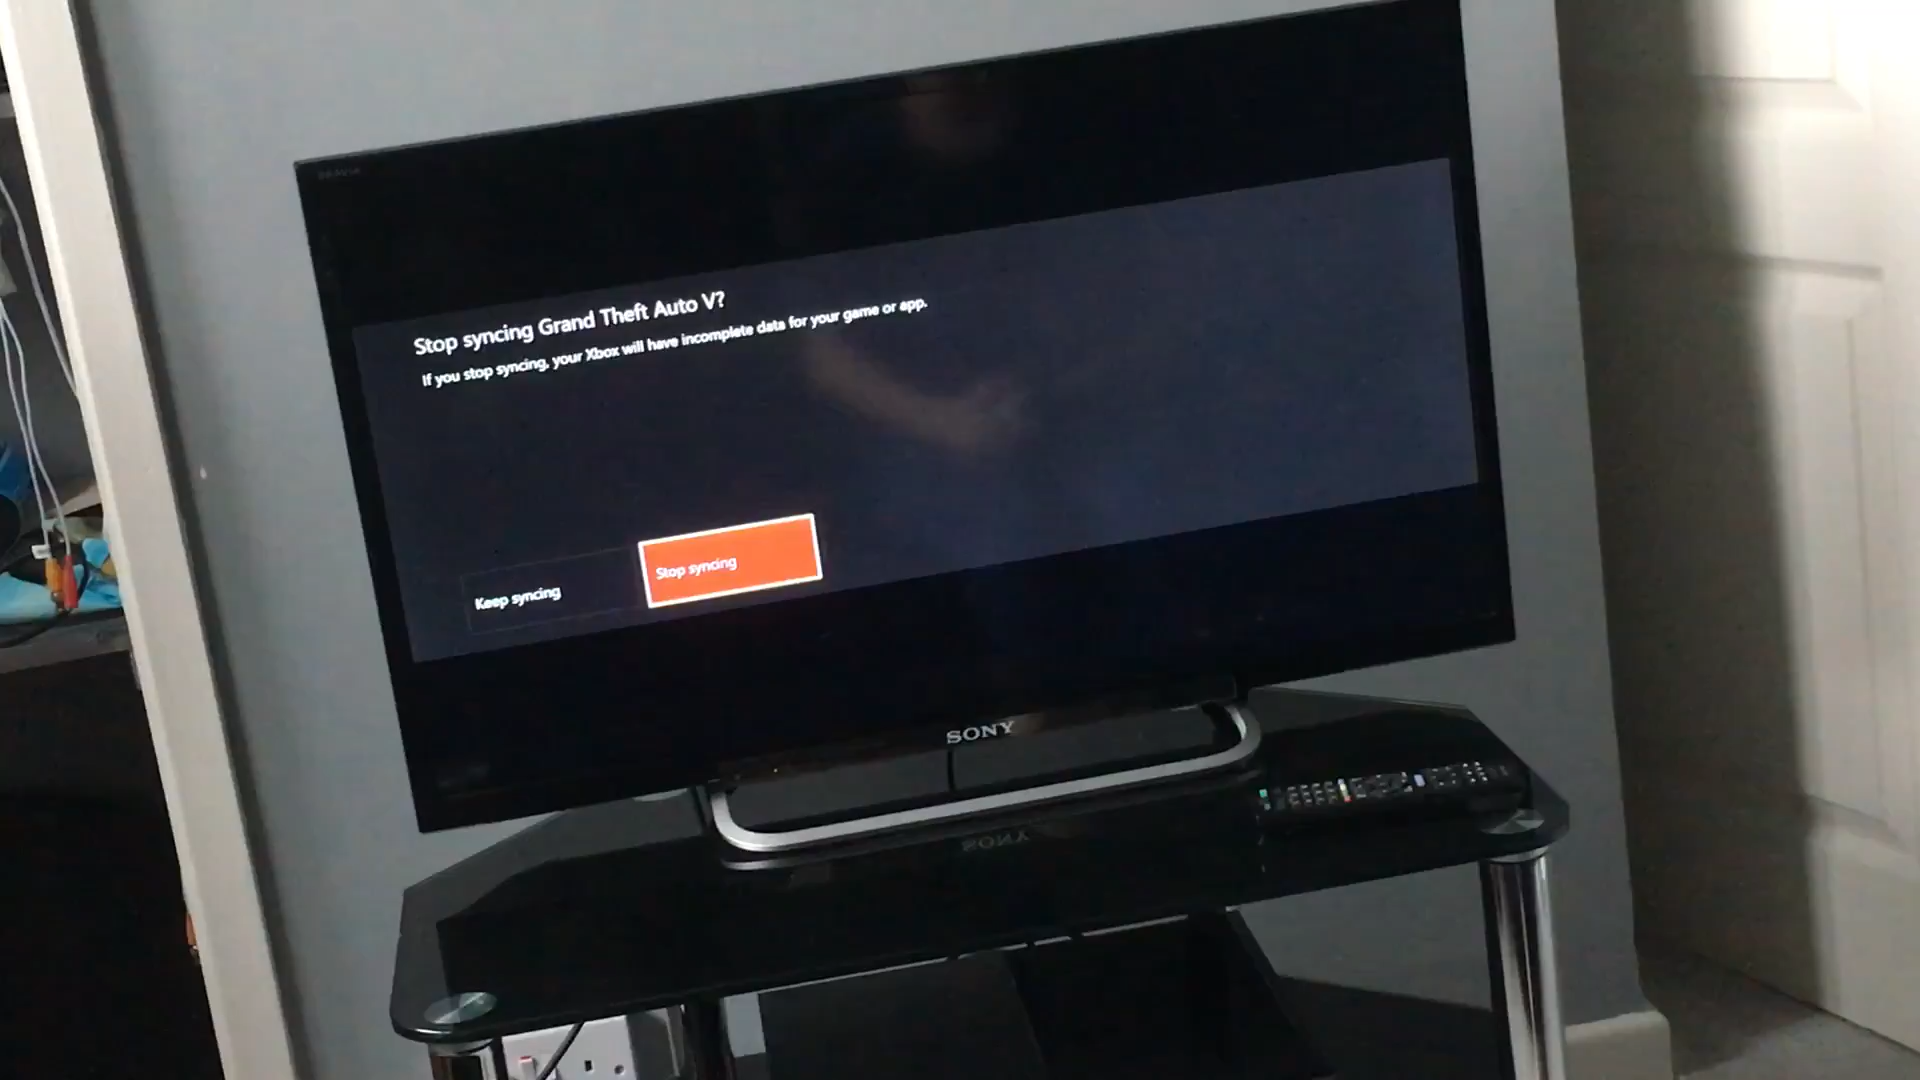 BRAVIA
Stop syncing Grand Theft Auto V?
If you stop syncing, your Xbox will have incomplete data for your game or app.
Keep syncing
Stop syncing
SONY